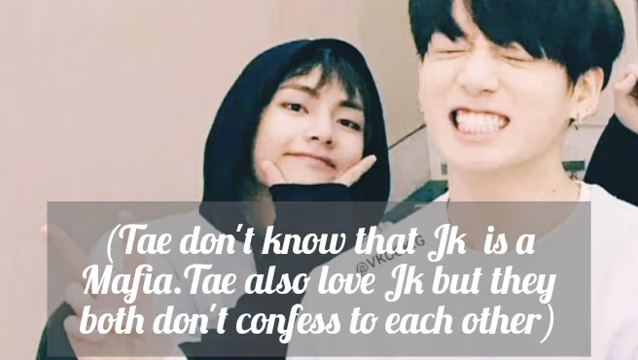 (Tae don't know that Jk is a
Mafia.Tae also love Jk but they
both don't confess to each other)